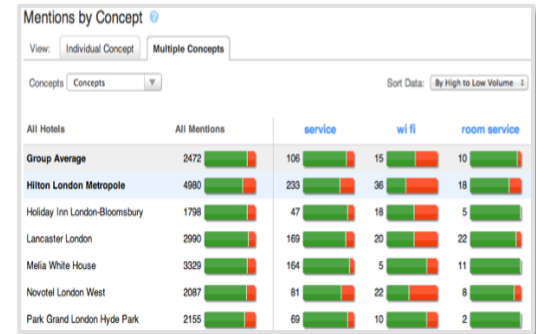 Mentions by Concept ?
View: Individual Concept Multiple Concepts
Concepts Concepts Sort Data: By High to Low Volume
All Hotels All Mentions service wi fi room service
Group Average 2472 106 15 10
Hilton London Metropole 4980 233 36 18
Holiday Inn London-Bloomsbury 1798 47 18 5
Lancaster London 2990 169 20 22
Melia White House 3329 164 5 11
Novotel London West 2087 81 22 8
Park Grand London Hyde Park 2155 69 10 2